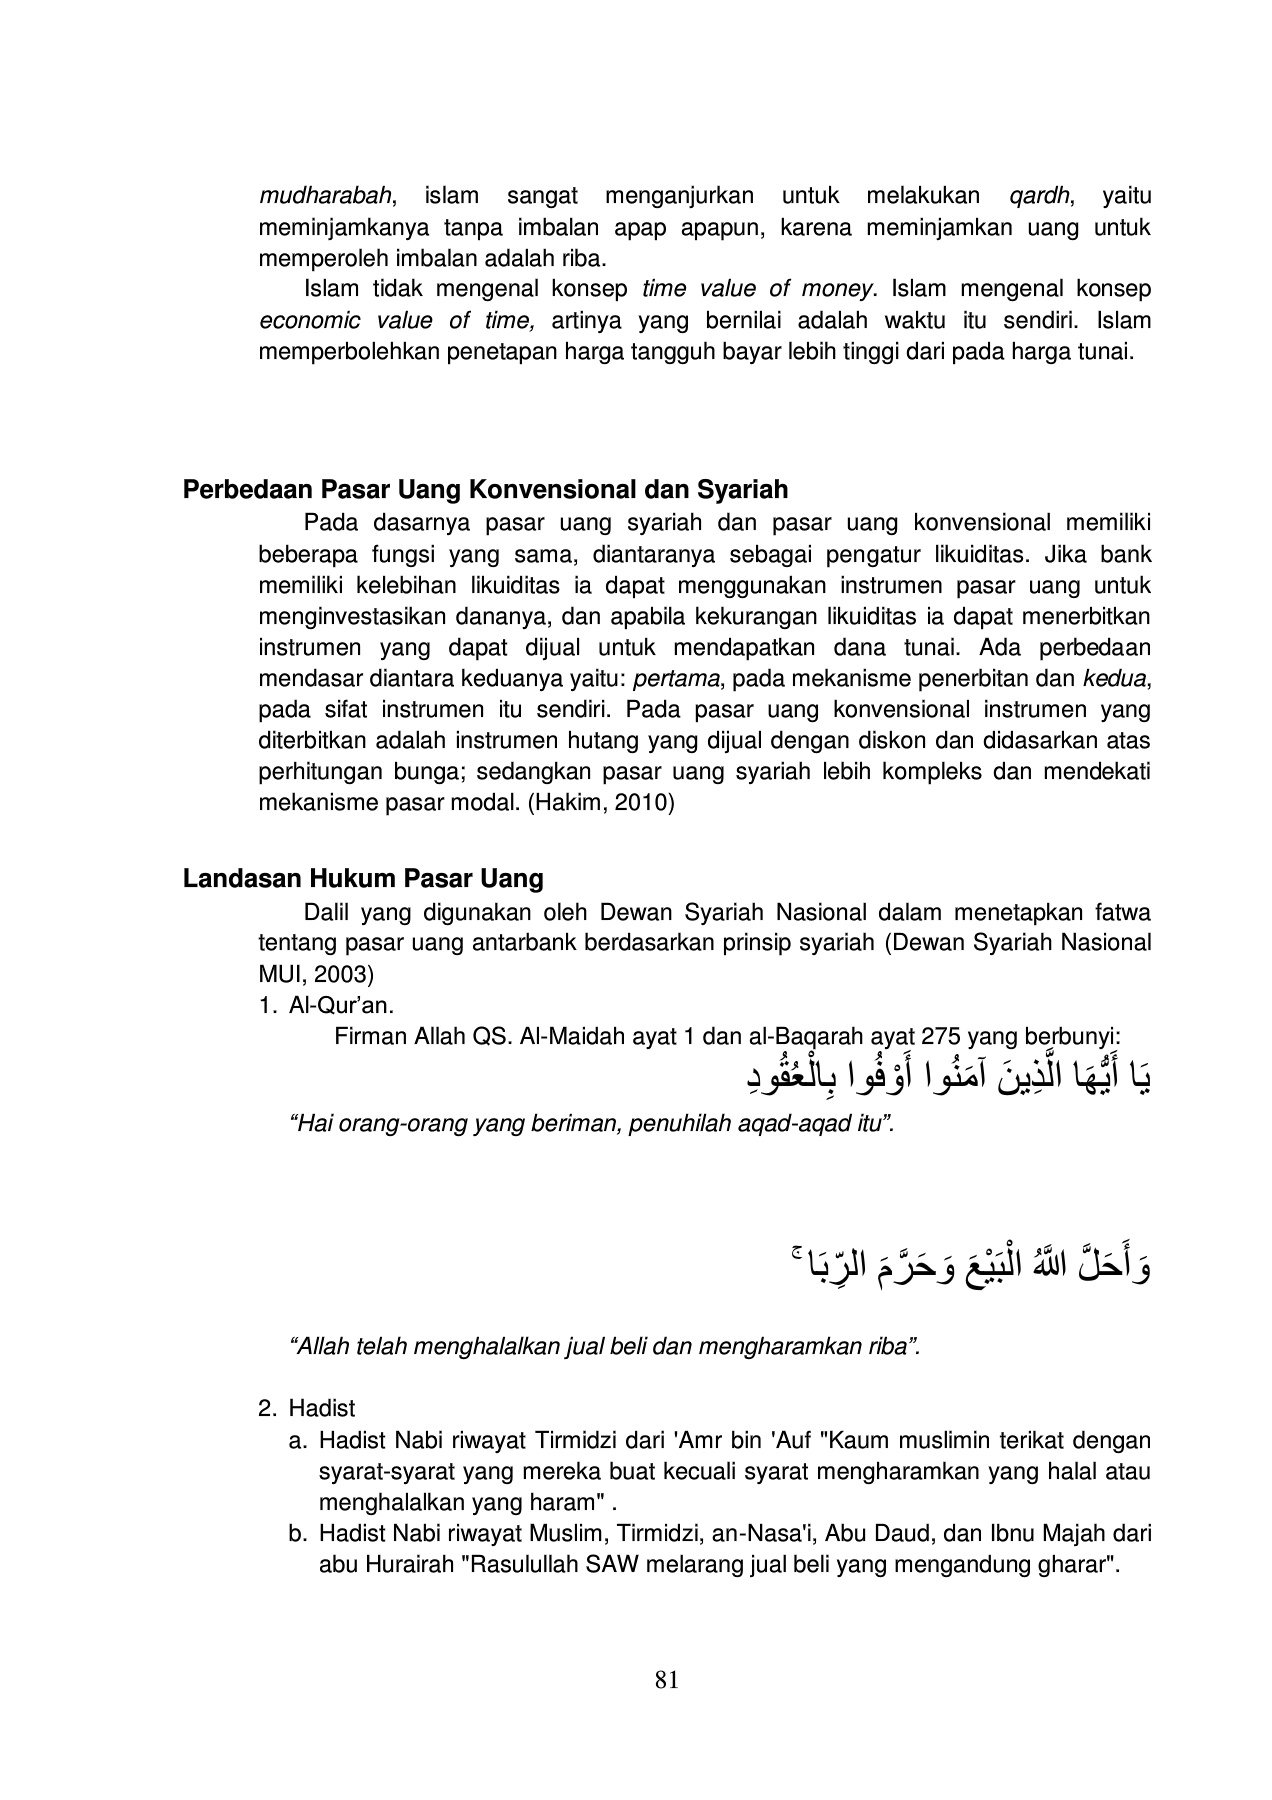 mudharabah, islam sangat menganjurkan untuk melakukan qardh, yaitu
meminjamkanya tanpa imbalan apap apapun, karena meminjamkan uang untuk
memperoleh imbalan adalah riba.
Islam tidak mengenal konsep time value of money. Islam mengenal konsep
economic value of time, artinya yang bernilai adalah waktu itu sendiri. Islam
memperbolehkan penetapan harga tangguh bayar lebih tinggi dari pada harga tunai.
Perbedaan Pasar Uang Konvensional dan Syariah
Pada dasarnya pasar uang syariah dan pasar uang konvensional memiliki
beberapa fungsi yang sama, diantaranya sebagai pengatur likuiditas. Jika bank
memiliki kelebihan likuiditas ia dapat menggunakan instrumen pasar uang untuk
menginvestasikan dananya, dan apabila kekurangan likuiditas ia dapat menerbitkan
instrumen yang dapat dijual untuk mendapatkan dana tunai. Ada perbedaan
mendasar diantara keduanya yaitu: pertama, pada mekanisme penerbitan dan kedua,
pada sifat instrumen itu sendiri. Pada pasar uang konvensional instrumen yang
diterbitkan adalah instrumen hutang yang dijual dengan diskon dan didasarkan atas
perhitungan bunga; sedangkan pasar uang syariah lebih kompleks dan mendekati
mekanisme pasar modal. (Hakim, 2010)
Landasan Hukum Pasar Uang
Dalil yang digunakan oleh Dewan Syariah Nasional dalam menetapkan fatwa
tentang pasar uang antarbank berdasarkan prinsip syariah (Dewan Syariah Nasional
MUI, 2003)
1. Al-Qur’an.
Firman Allah QS. Al-Maidah ayat 1 dan al-Baqarah ayat 275 yang berbunyi:
يَا أَيُّهَا الَّذِينَ آمَنُوا أَوْفُوا بِالْعُقُودِ
“Hai orang-orang yang beriman, penuhilah aqad-aqad itu”.
وَأَحَلَّ اللَّهُ الْبَيْعَ وَحَرَّمَ الرِّبَا ۚ
“Allah telah menghalalkan jual beli dan mengharamkan riba”.
2. Hadist
a. Hadist Nabi riwayat Tirmidzi dari 'Amr bin 'Auf "Kaum muslimin terikat dengan
syarat-syarat yang mereka buat kecuali syarat mengharamkan yang halal atau
menghalalkan yang haram" .
b. Hadist Nabi riwayat Muslim, Tirmidzi, an-Nasa'i, Abu Daud, dan Ibnu Majah dari
abu Hurairah "Rasulullah SAW melarang jual beli yang mengandung gharar".
81